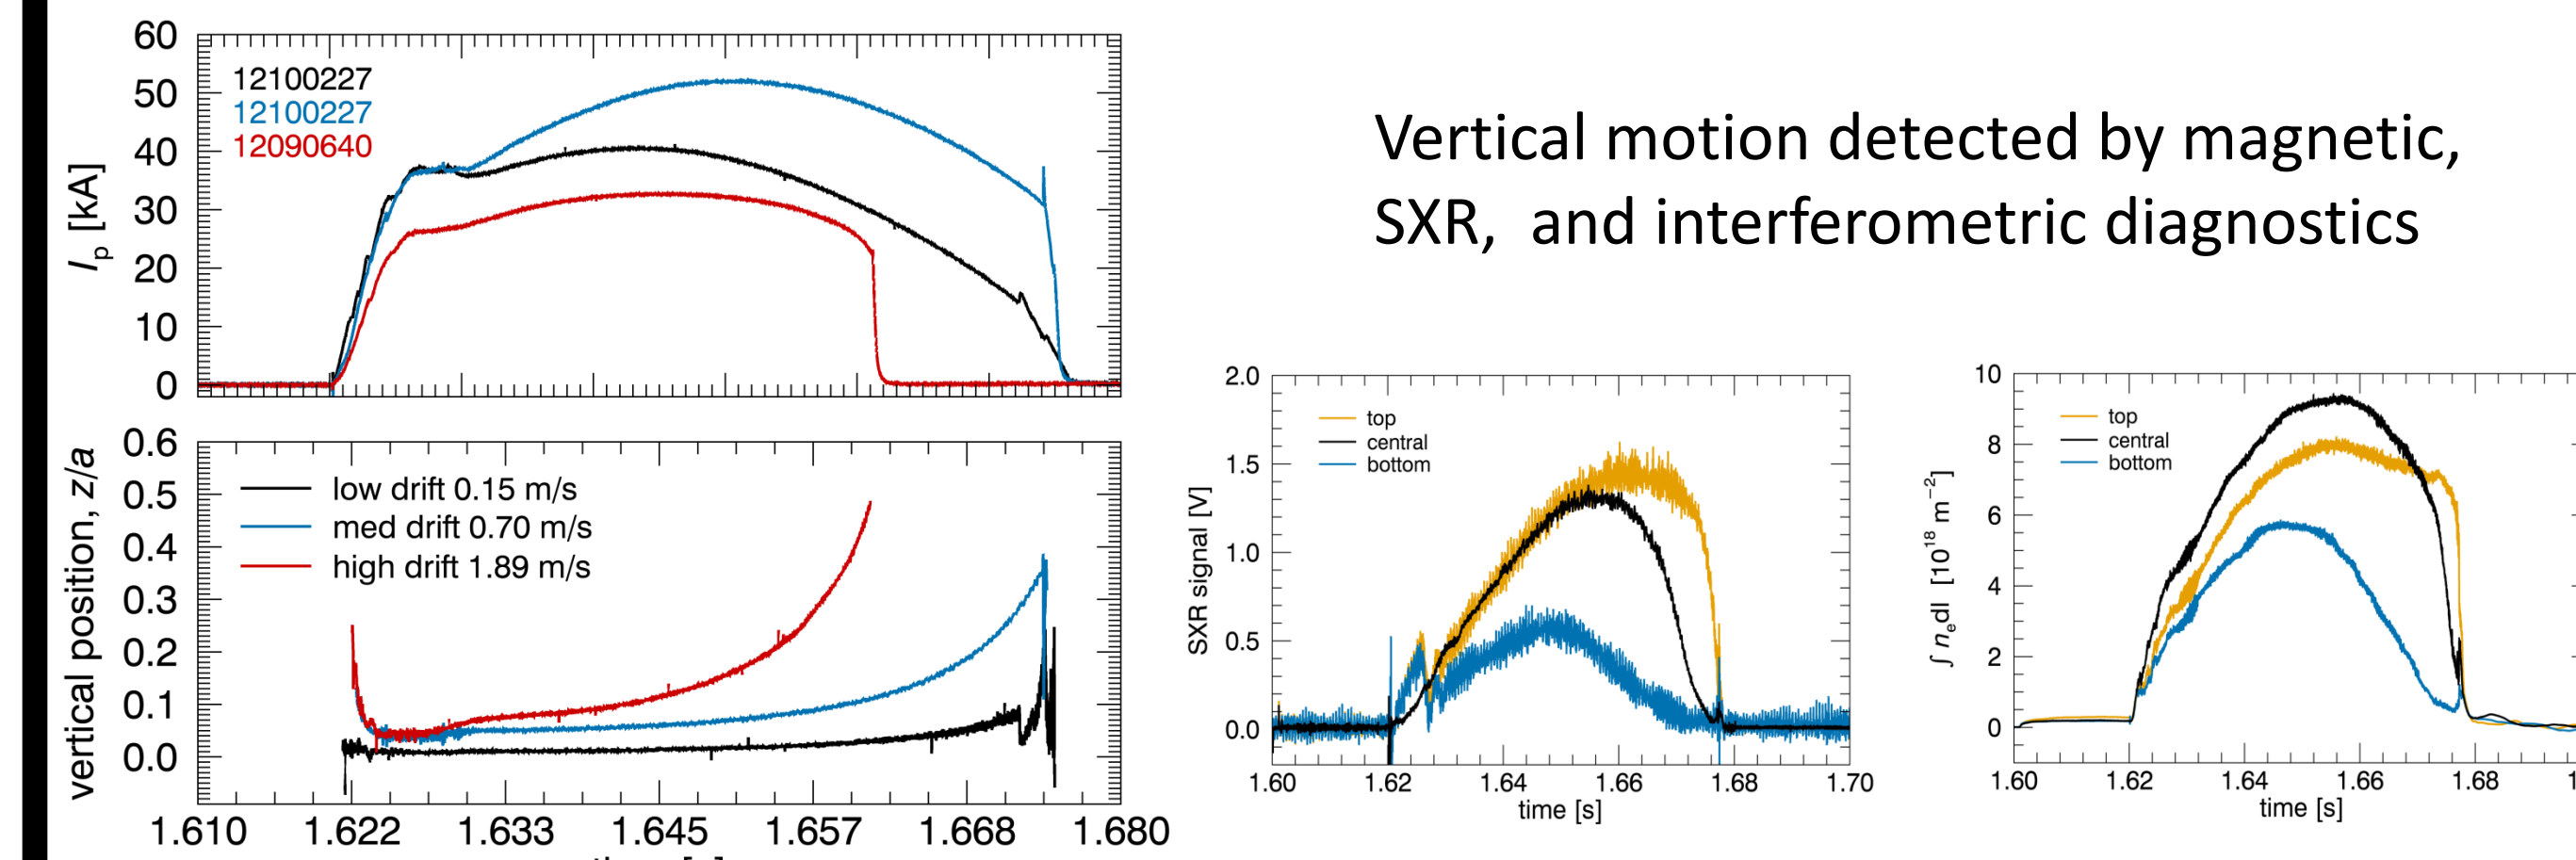 60
50
40
30
20
10
0
I_p [kA]
12100227
12100227
12090640
0.6
0.5
0.4
0.3
0.2
0.1
0.0
vertical position, z/a
low drift 0.15 m/s
med drift 0.70 m/s
high drift 1.89 m/s
1.610 1.622 1.633 1.645 1.657 1.668 1.680
Vertical motion detected by magnetic,
SXR, and interferometric diagnostics
2.0
1.5
1.0
0.5
0.0
SXR signal [V]
top
central
bottom
1.60 1.62 1.64 1.66 1.68 1.70
time [s]
10
8
6
4
2
0
∫ n_e dl [10^18 m^-2]
top
central
bottom
1.60 1.62 1.64 1.66 1.68
time [s]